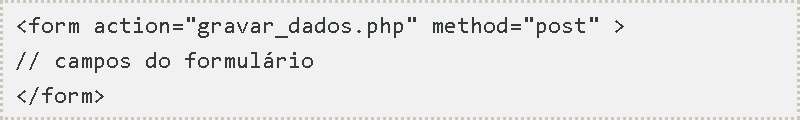 <form action="gravar_dados.php" method="post" >
// campos do formulário
</form>